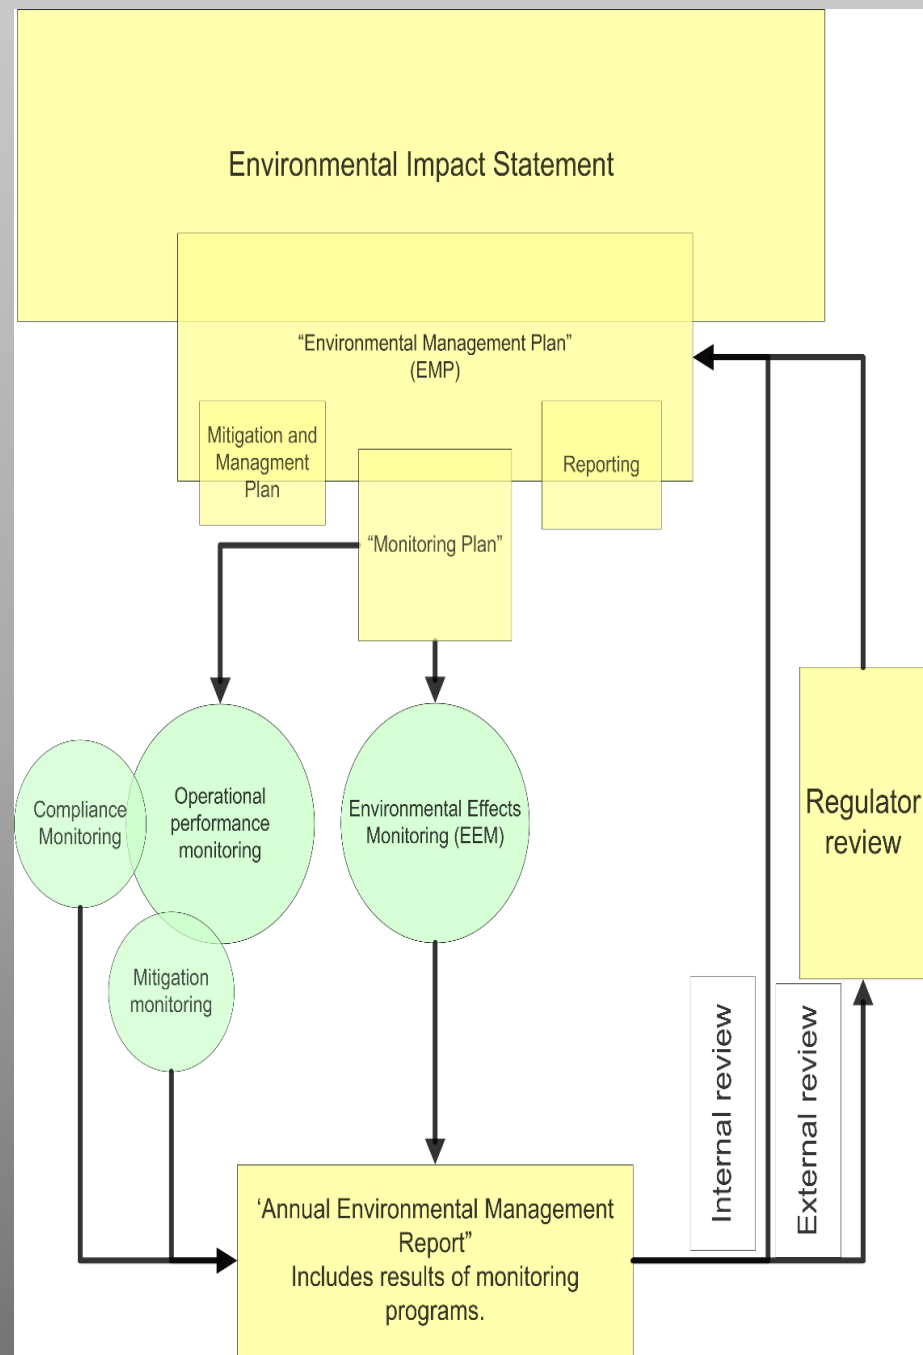 Environmental Impact Statement
“Environmental Management Plan”
(EMP)
Mitigation and
Managment
Plan
Reporting
“Monitoring Plan”
Compliance
Monitoring
Operational
performance
monitoring
Environmental Effects
Monitoring (EEM)
Regulator
review
Mitigation
monitoring
Internal review
External review
‘Annual Environmental Management
Report”
Includes results of monitoring
programs.